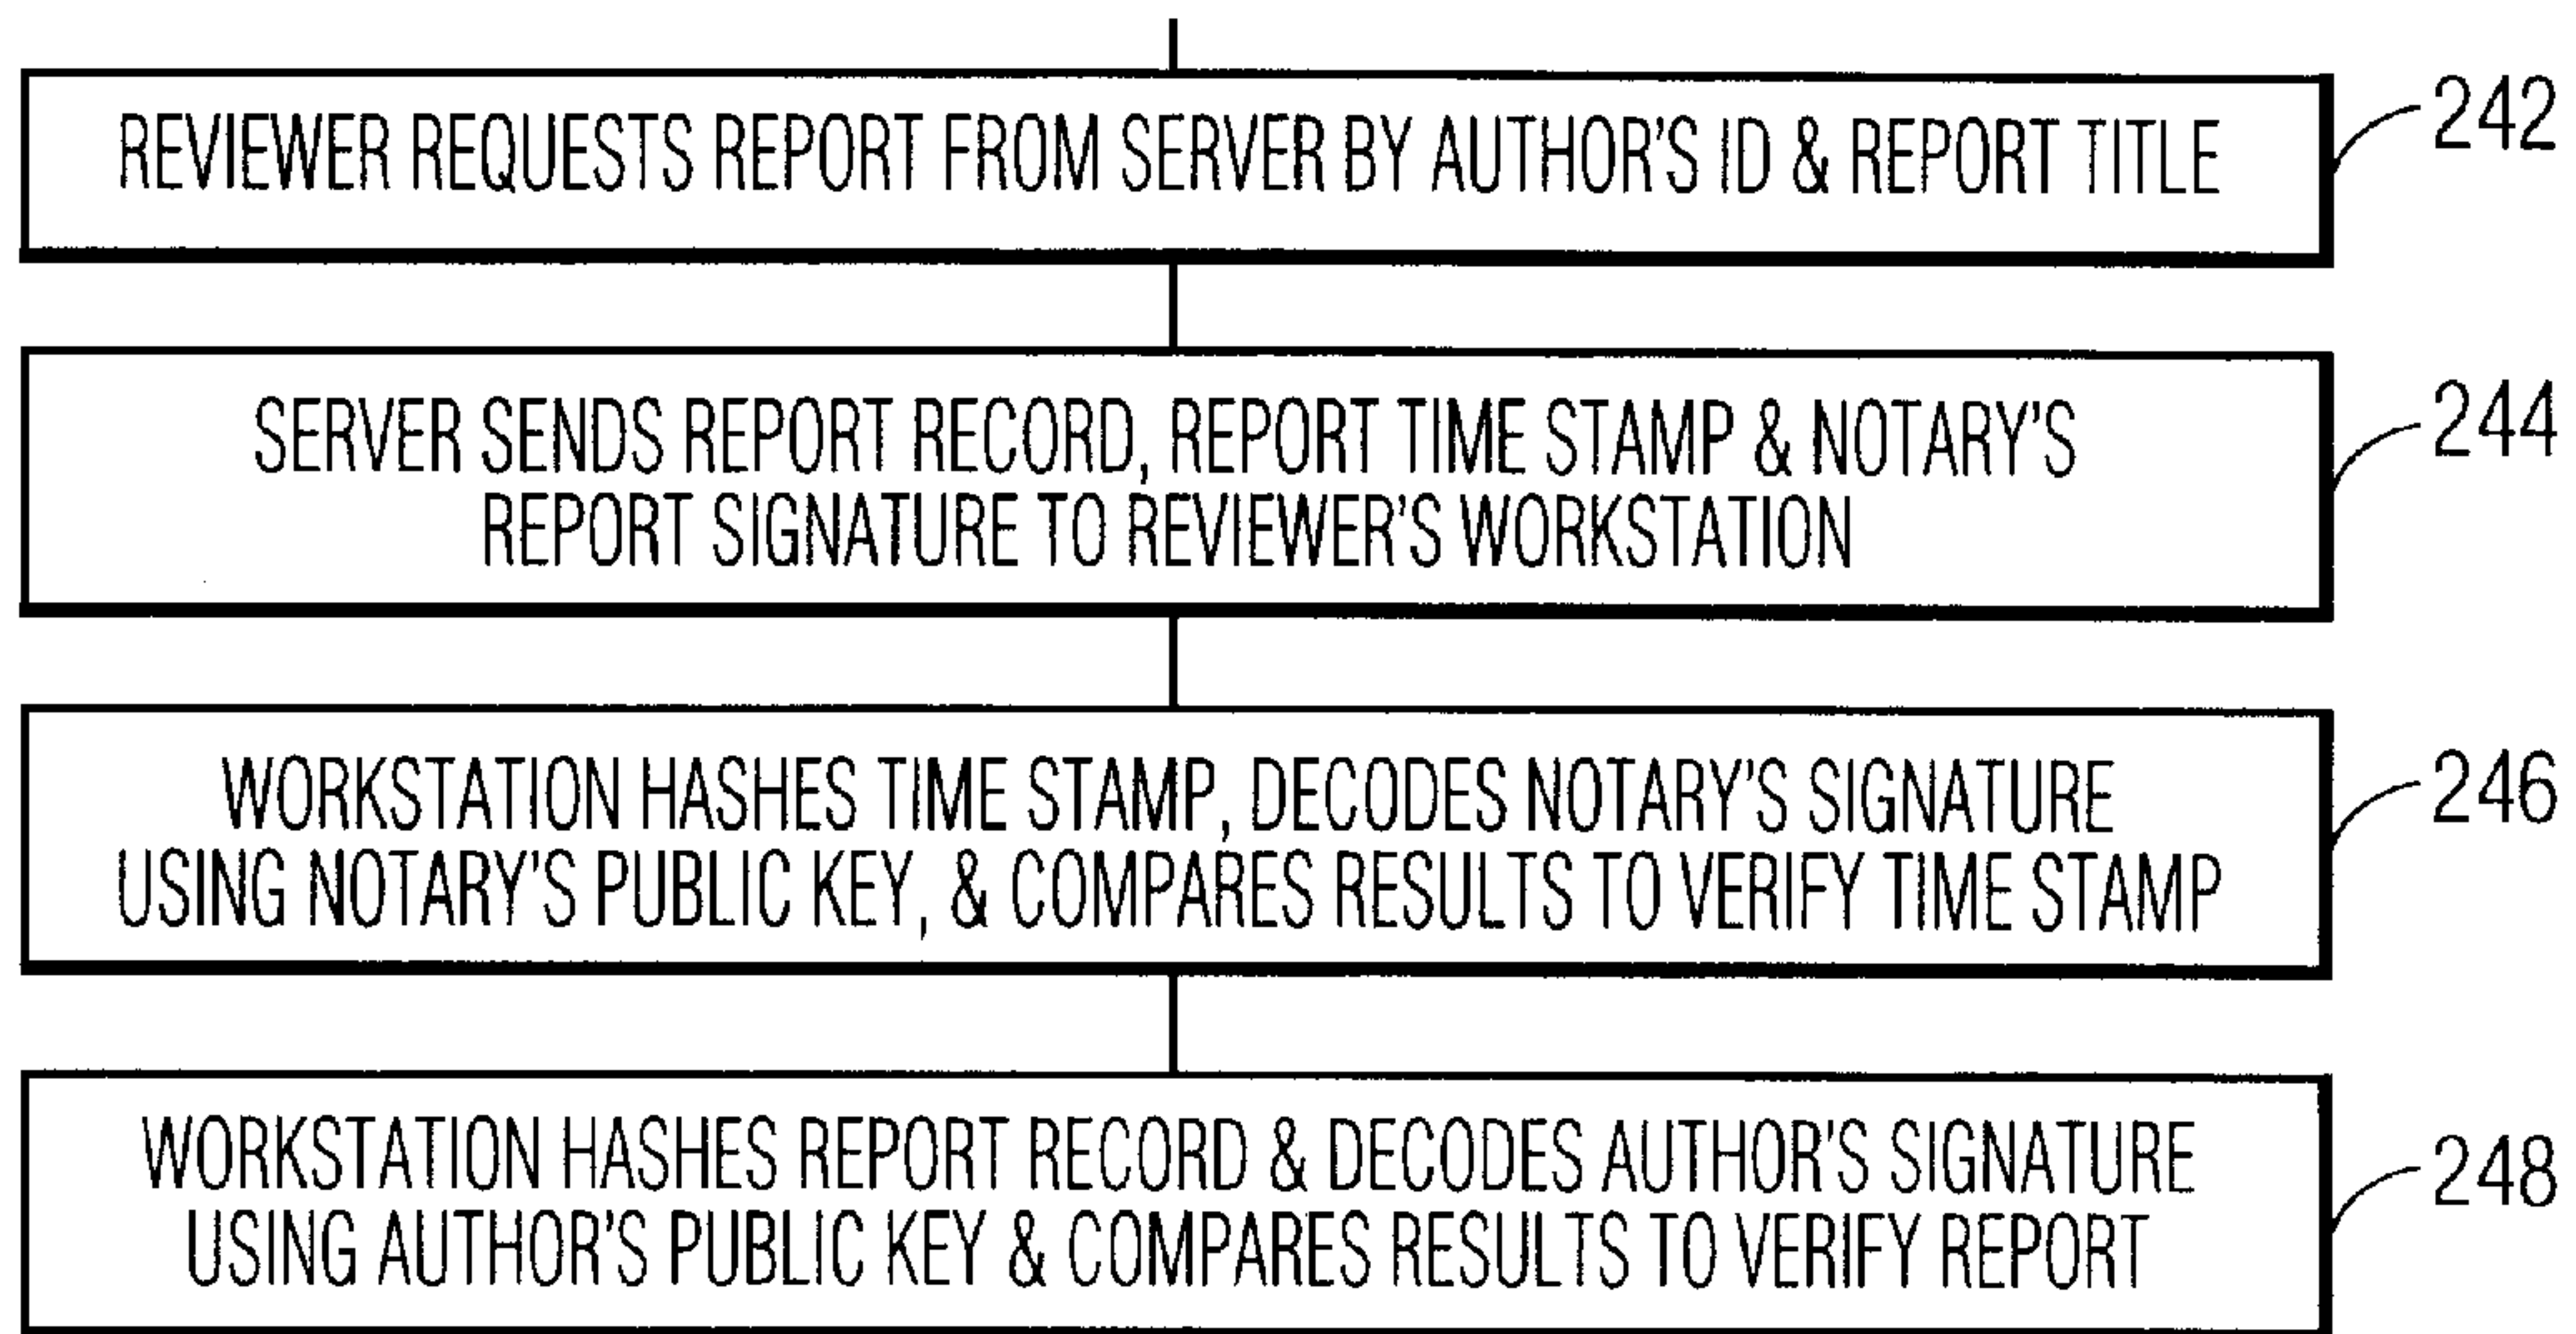 REVIEWER REQUESTS REPORT FROM SERVER BY AUTHOR'S ID & REPORT TITLE
242
SERVER SENDS REPORT RECORD, REPORT TIME STAMP & NOTARY'S
REPORT SIGNATURE TO REVIEWER'S WORKSTATION
244
WORKSTATION HASHES TIME STAMP, DECODES NOTARY'S SIGNATURE
USING NOTARY'S PUBLIC KEY, & COMPARES RESULTS TO VERIFY TIME STAMP
246
WORKSTATION HASHES REPORT RECORD & DECODES AUTHOR'S SIGNATURE
USING AUTHOR'S PUBLIC KEY & COMPARES RESULTS TO VERIFY REPORT
248